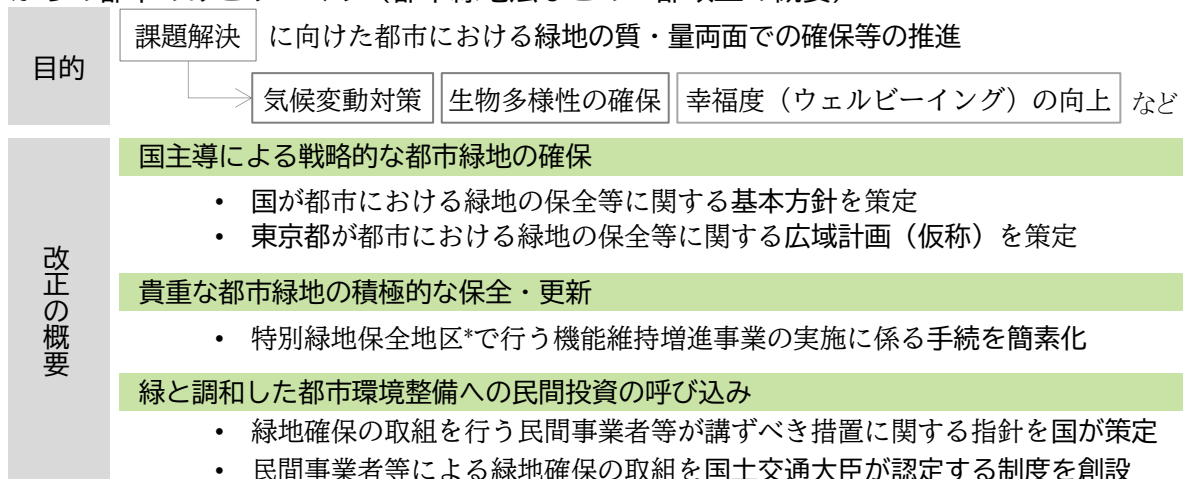 目的
課題解決 に向けた都市における緑地の質・量両面での確保等の推進
気候変動対策 生物多様性の確保 幸福度（ウェルビーイング）の向上 など
改正の概要
国主導による戦略的な都市緑地の確保
• 国が都市における緑地の保全等に関する基本方針を策定
• 東京都が都市における緑地の保全等に関する広域計画（仮称）を策定
貴重な都市緑地の積極的な保全・更新
• 特別緑地保全地区*で行う機能維持増進事業の実施に係る手続を簡素化
緑と調和した都市環境整備への民間投資の呼び込み
• 緑地確保の取組を行う民間事業者等が講ずべき措置に関する指針を国が策定
• 民間事業者等による緑地確保の取組を国土交通大臣が認定する制度を創設